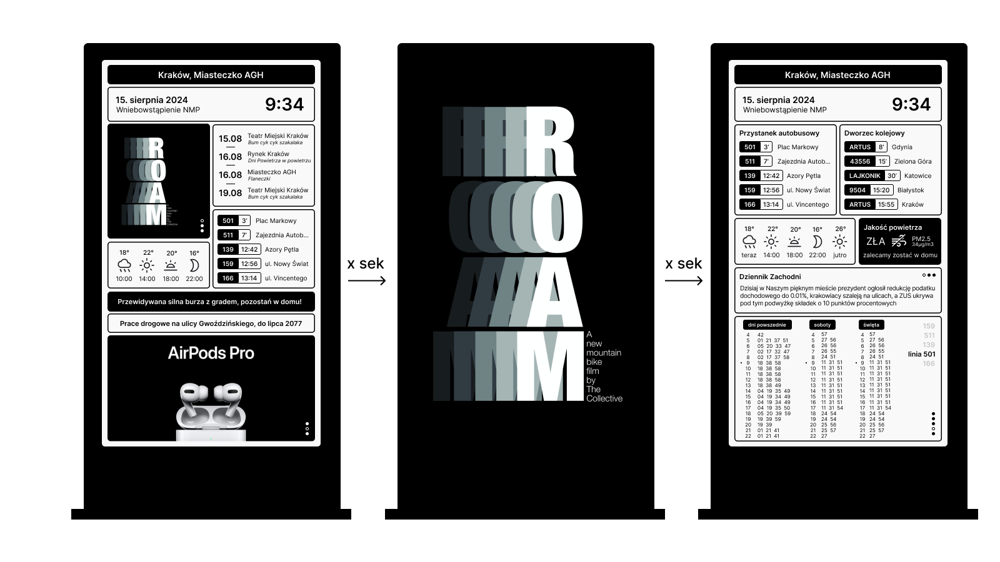 Kraków, Miasteczko AGH
15. sierpnia 2024
Wniebowstąpienie NMP
9:34
R
O
A
M
A
new
mountain
bike
film
by
The
Collective
15.08 Teatr Miejski Kraków
Bum cyk cyk szakalaka
16.08 Rynek Kraków
Dni Powietrza w powietrzu
16.08 Miasteczko AGH
Flaneczki
19.08 Teatr Miejski Kraków
Bum cyk cyk szakalaka
501 3’ Plac Markowy
511 7’ Zajezdnia Autob...
139 12:42 Azory Pętla
159 12:56 ul. Nowy Świat
166 13:14 ul. Vincentego
18° 22° 20° 16°
10:00 14:00 18:00 22:00
Przewidywana silna burza z gradem, pozostań w domu!
Prace drogowe na ulicy Gwoździńskiego, do lipca 2077
AirPods Pro
x sek
R
O
A
M
A
new
mountain
bike
film
by
The
Collective
x sek
Kraków, Miasteczko AGH
15. sierpnia 2024
Wniebowstąpienie NMP
9:34
Przystanek autobusowy
501 3’ Plac Markowy
511 7’ Zajezdnia Autob...
139 12:42 Azory Pętla
159 12:56 ul. Nowy Świat
166 13:14 ul. Vincentego
Dworzec kolejowy
ARTUS 8’ Gdynia
43556 15’ Zielona Góra
LAJKONIK 30’ Katowice
9504 15:20 Białystok
ARTUS 15:55 Kraków
18° 22° 20° 16° 26°
teraz 14:00 18:00 22:00 jutro
Jakość powietrza
ZŁA PM2.5
34µg/m3
zalecamy zostać w domu
Dziennik Zachodni
Dzisiaj w Naszym pięknym mieście prezydent ogłosił redukcję podatku
dochodowego do 0.01%, krakowiacy szaleją na ulicach, a ZUS ukrywa
pod tym podwyżkę składek o 10 punktów procentowych
dni powszednie
4 42
5 01 21 37 51
6 05 20 33 47
7 02 17 32 47
8 02 17 37 58
9 18 38 58
10 18 38 58
11 18 38 58
12 18 38 58
13 18 38 49
14 04 19 35 49
15 04 19 34 49
16 04 19 34 49
17 04 19 35 50
18 05 20 39 59
19 19 39 59
20 19 39
21 01 21 41
22 01 21 41
soboty
4 57
5 27 56
6 26 56
7 26 55
8 24 51
9 11 31 51
10 11 31 51
11 11 31 51
12 11 31 51
13 11 31 51
14 11 31 51
15 11 31 51
16 11 31 51
17 11 31 54
18 24 54
19 24 54
20 25 56
21 25 57
22 27
święta
4 57
5 27 56
6 26 56
7 26 55
8 24 51
9 11 31 51
10 11 31 51
11 11 31 51
12 11 31 51
13 11 31 51
14 11 31 51
15 11 31 51
16 11 31 51
17 11 31 54
18 24 54
19 24 54
20 25 56
21 25 57
22 27
159
511
139
linia 501
166